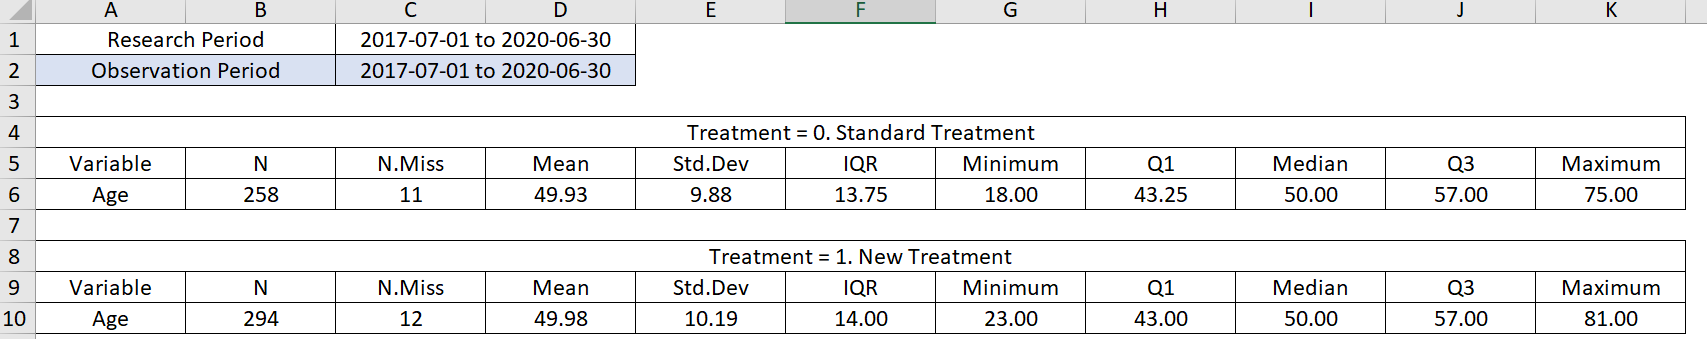 A B C D E F G H I J K
1 Research Period 2017-07-01 to 2020-06-30
2 Observation Period 2017-07-01 to 2020-06-30
3
4 Treatment = 0. Standard Treatment
5 Variable N N.Miss Mean Std.Dev IQR Minimum Q1 Median Q3 Maximum
6 Age 258 11 49.93 9.88 13.75 18.00 43.25 50.00 57.00 75.00
7
8 Treatment = 1. New Treatment
9 Variable N N.Miss Mean Std.Dev IQR Minimum Q1 Median Q3 Maximum
10 Age 294 12 49.98 10.19 14.00 23.00 43.00 50.00 57.00 81.00